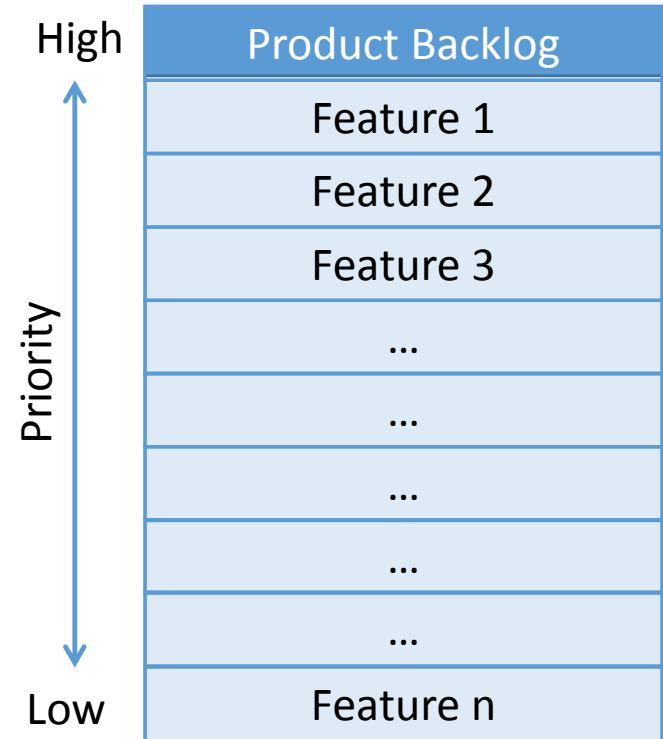 High
Product Backlog
Feature 1
Feature 2
Feature 3
...
...
...
...
...
Feature n
Priority
Low